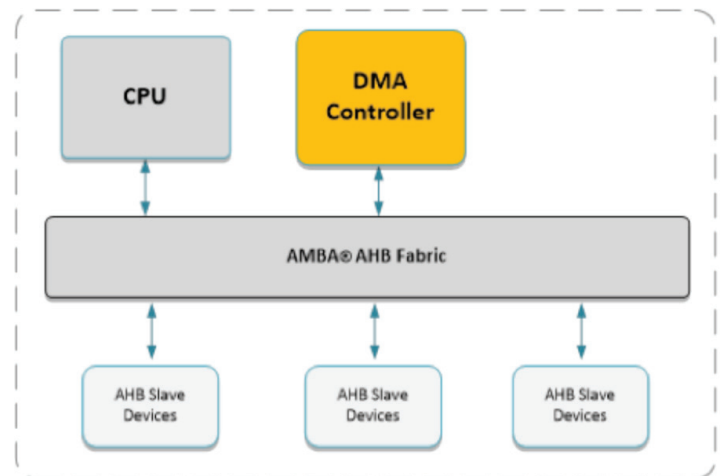 CPU
DMA
Controller
AMBA® AHB Fabric
AHB Slave
Devices
AHB Slave
Devices
AHB Slave
Devices